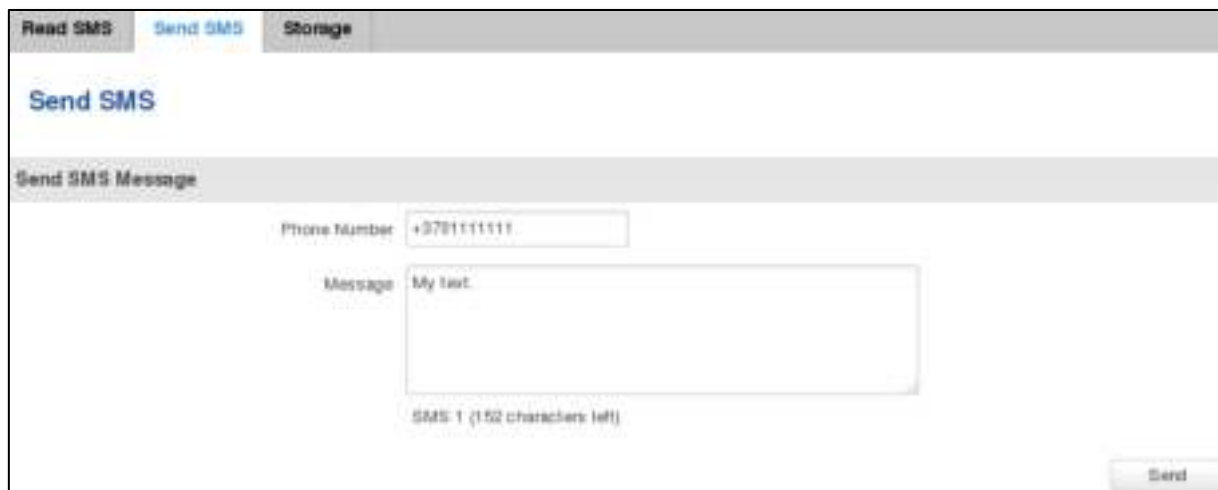 Read SMS Send SMS Storage
Send SMS
Send SMS Message
Phone Number +3701111111
Message My text.
SMS 1 (152 characters left)
Send